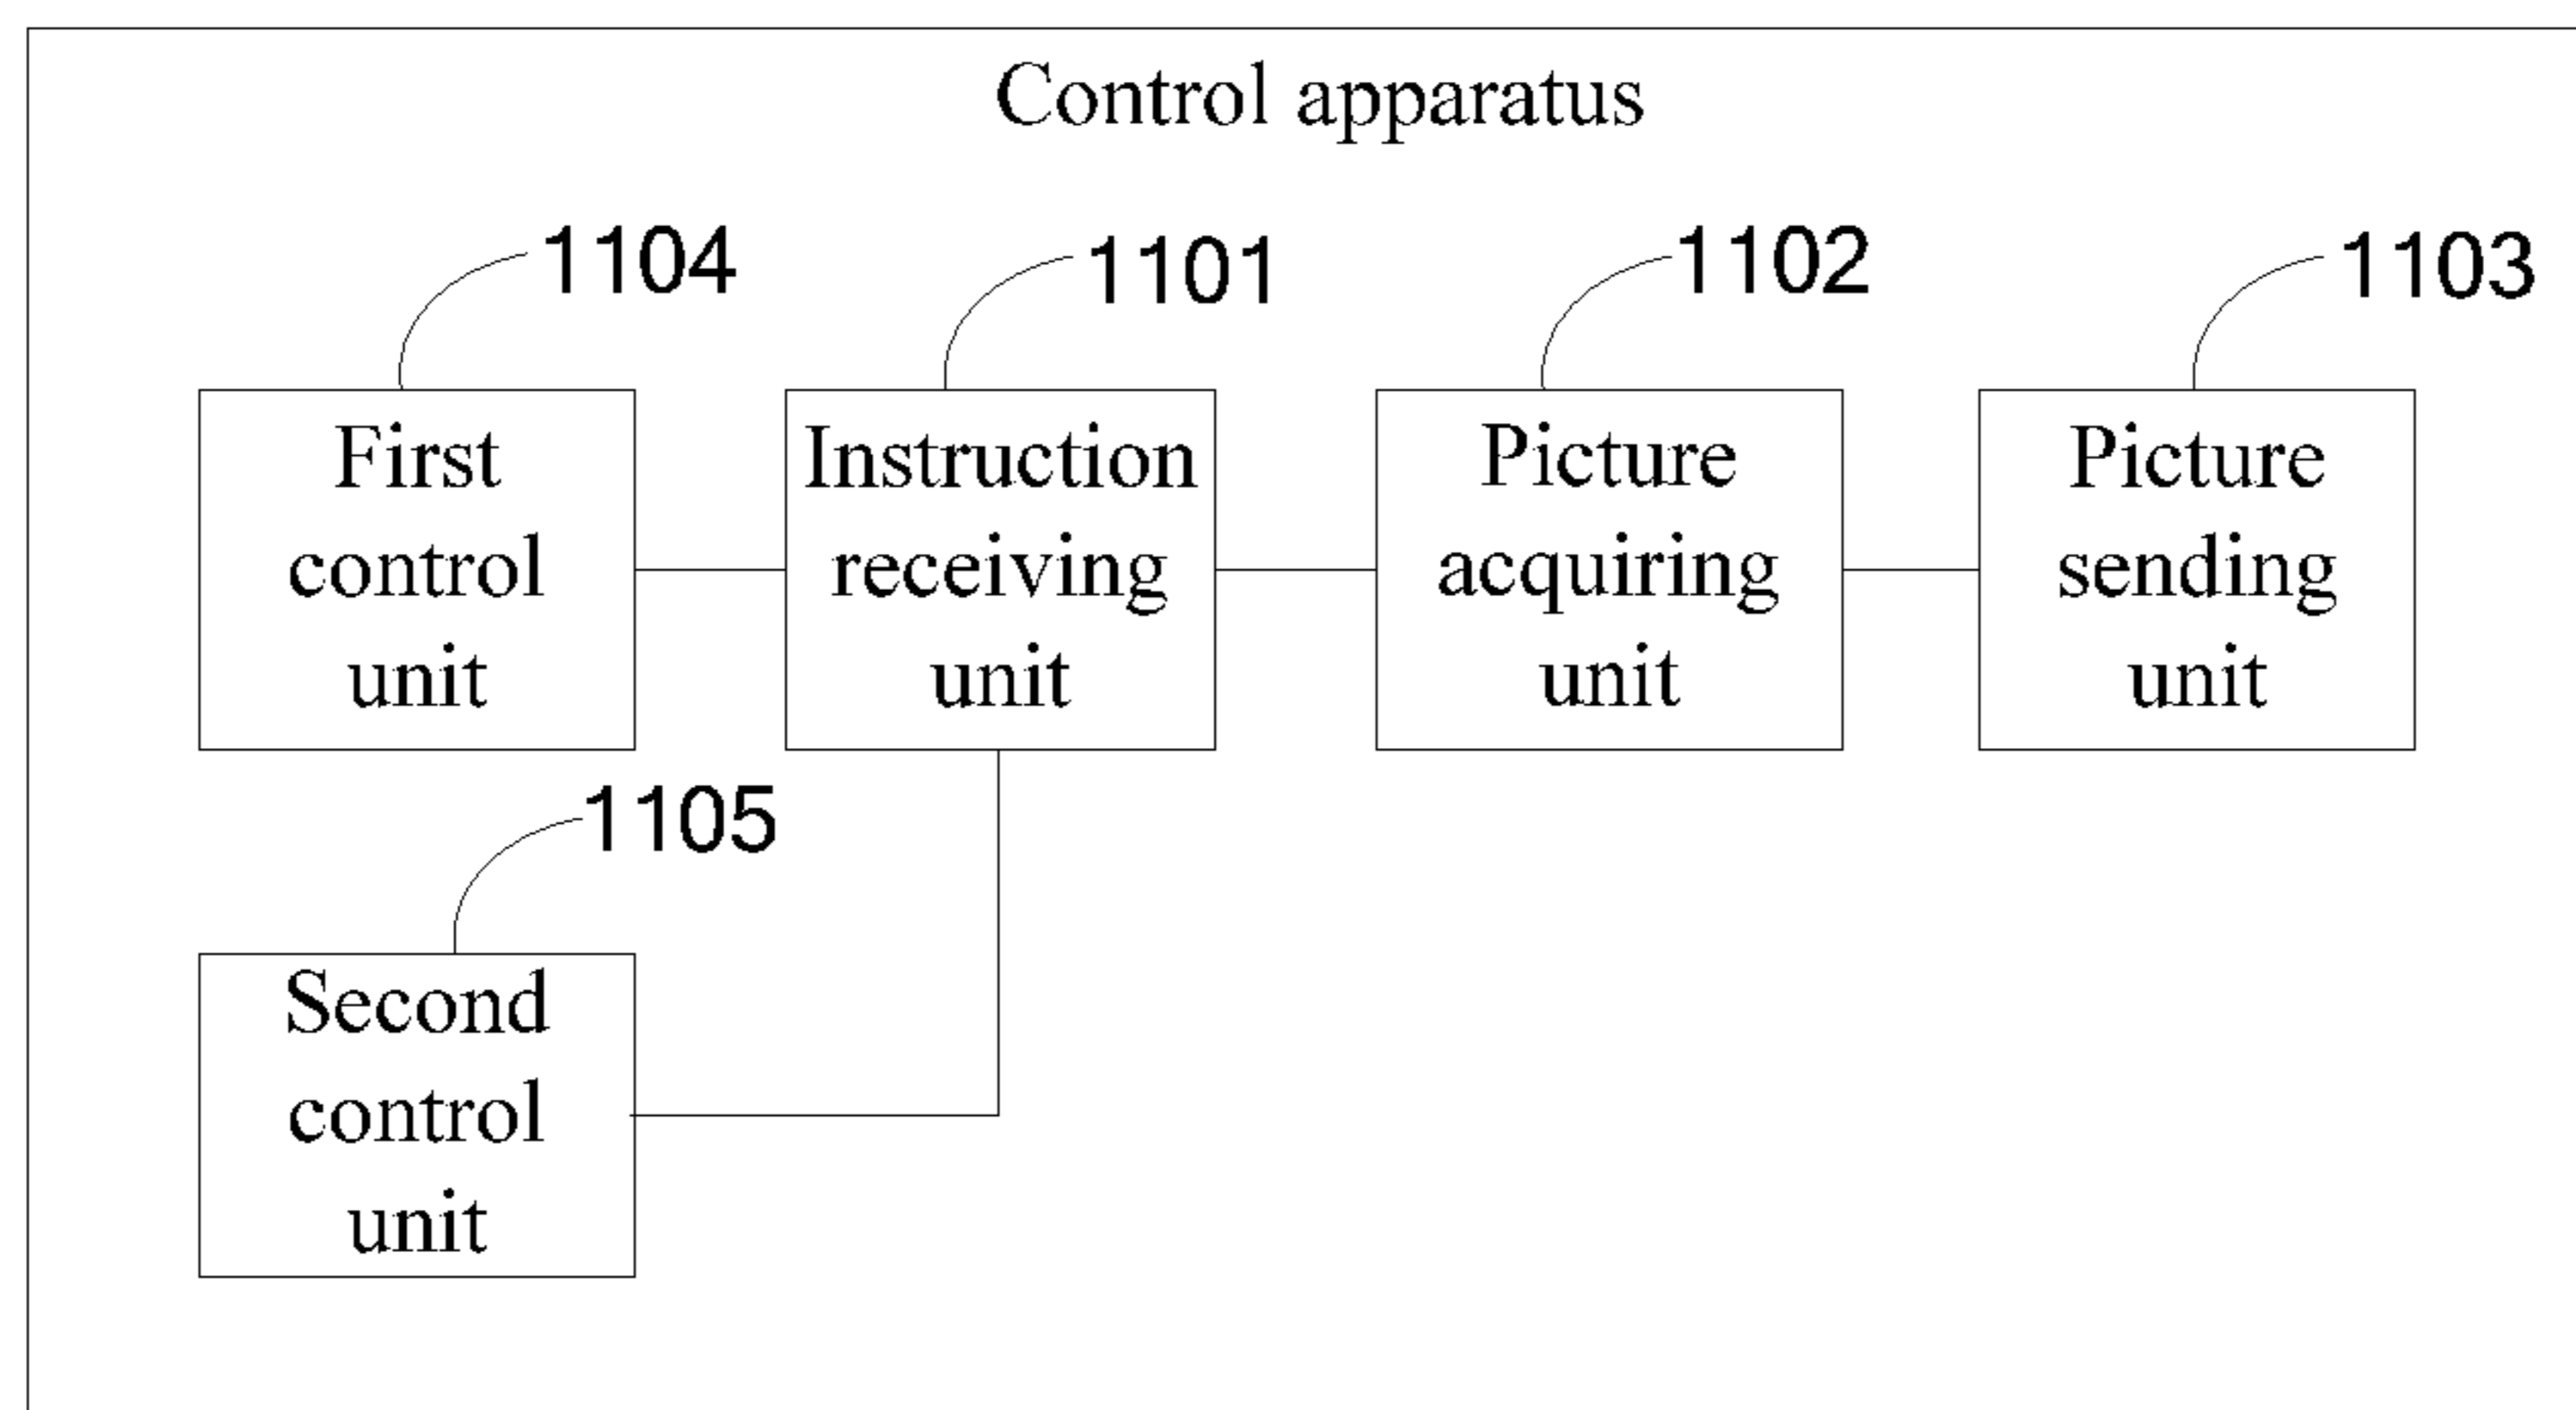 Control apparatus
1104
1101
1102
1103
First
control
unit
Instruction
receiving
unit
Picture
acquiring
unit
Picture
sending
unit
1105
Second
control
unit